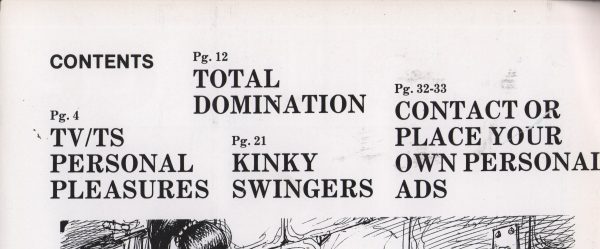 CONTENTS
Pg. 4
TV/TS
PERSONAL
PLEASURES
Pg. 12
TOTAL
DOMINATION
Pg. 21
KINKY
SWINGERS
Pg. 32-33
CONTACT OR
PLACE YOUR
OWN PERSONAL
ADS